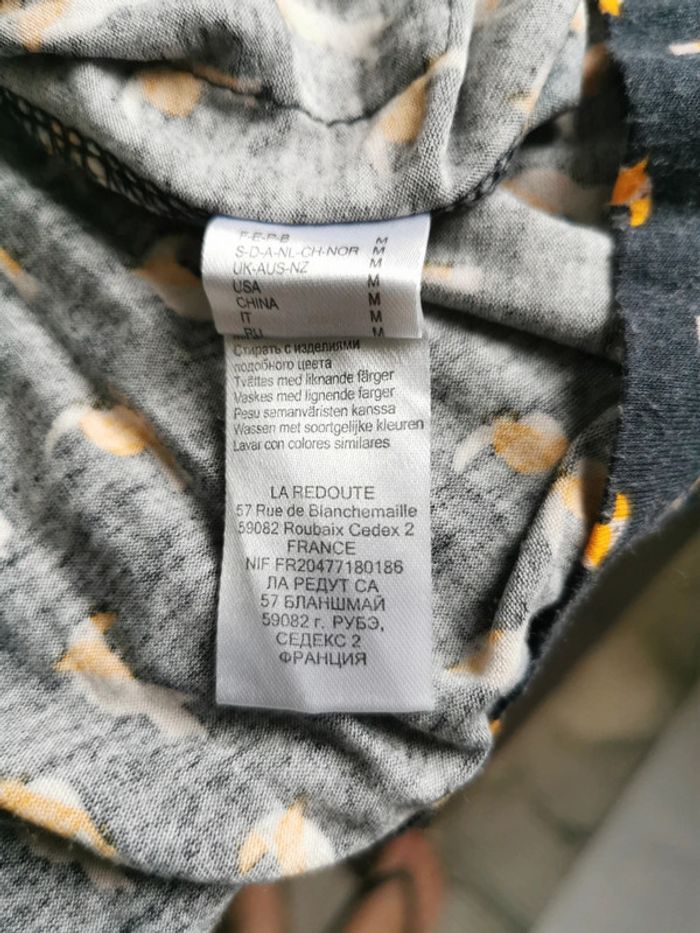 F-E-P-B M
S-D-A-NL-CH-NOR M
UK-AUS-NZ M
USA M
CHINA M
IT M
RU M
Стирать с изделиями
подобного цвета
Tvättes med liknande färger
Vaskes med lignende farger
Pesu samanväristen kanssa
Wassen met soortgelijke kleuren
Lavar con colores similares
LA REDOUTE
57 Rue de Blanchemaille
59082 Roubaix Cedex 2
FRANCE
NIF FR20477180186
ЛА РЕДУТ СА
57 БЛАНШМАЙ
59082 г. РУБЭ,
СЕДЕКС 2
ФРАНЦИЯ